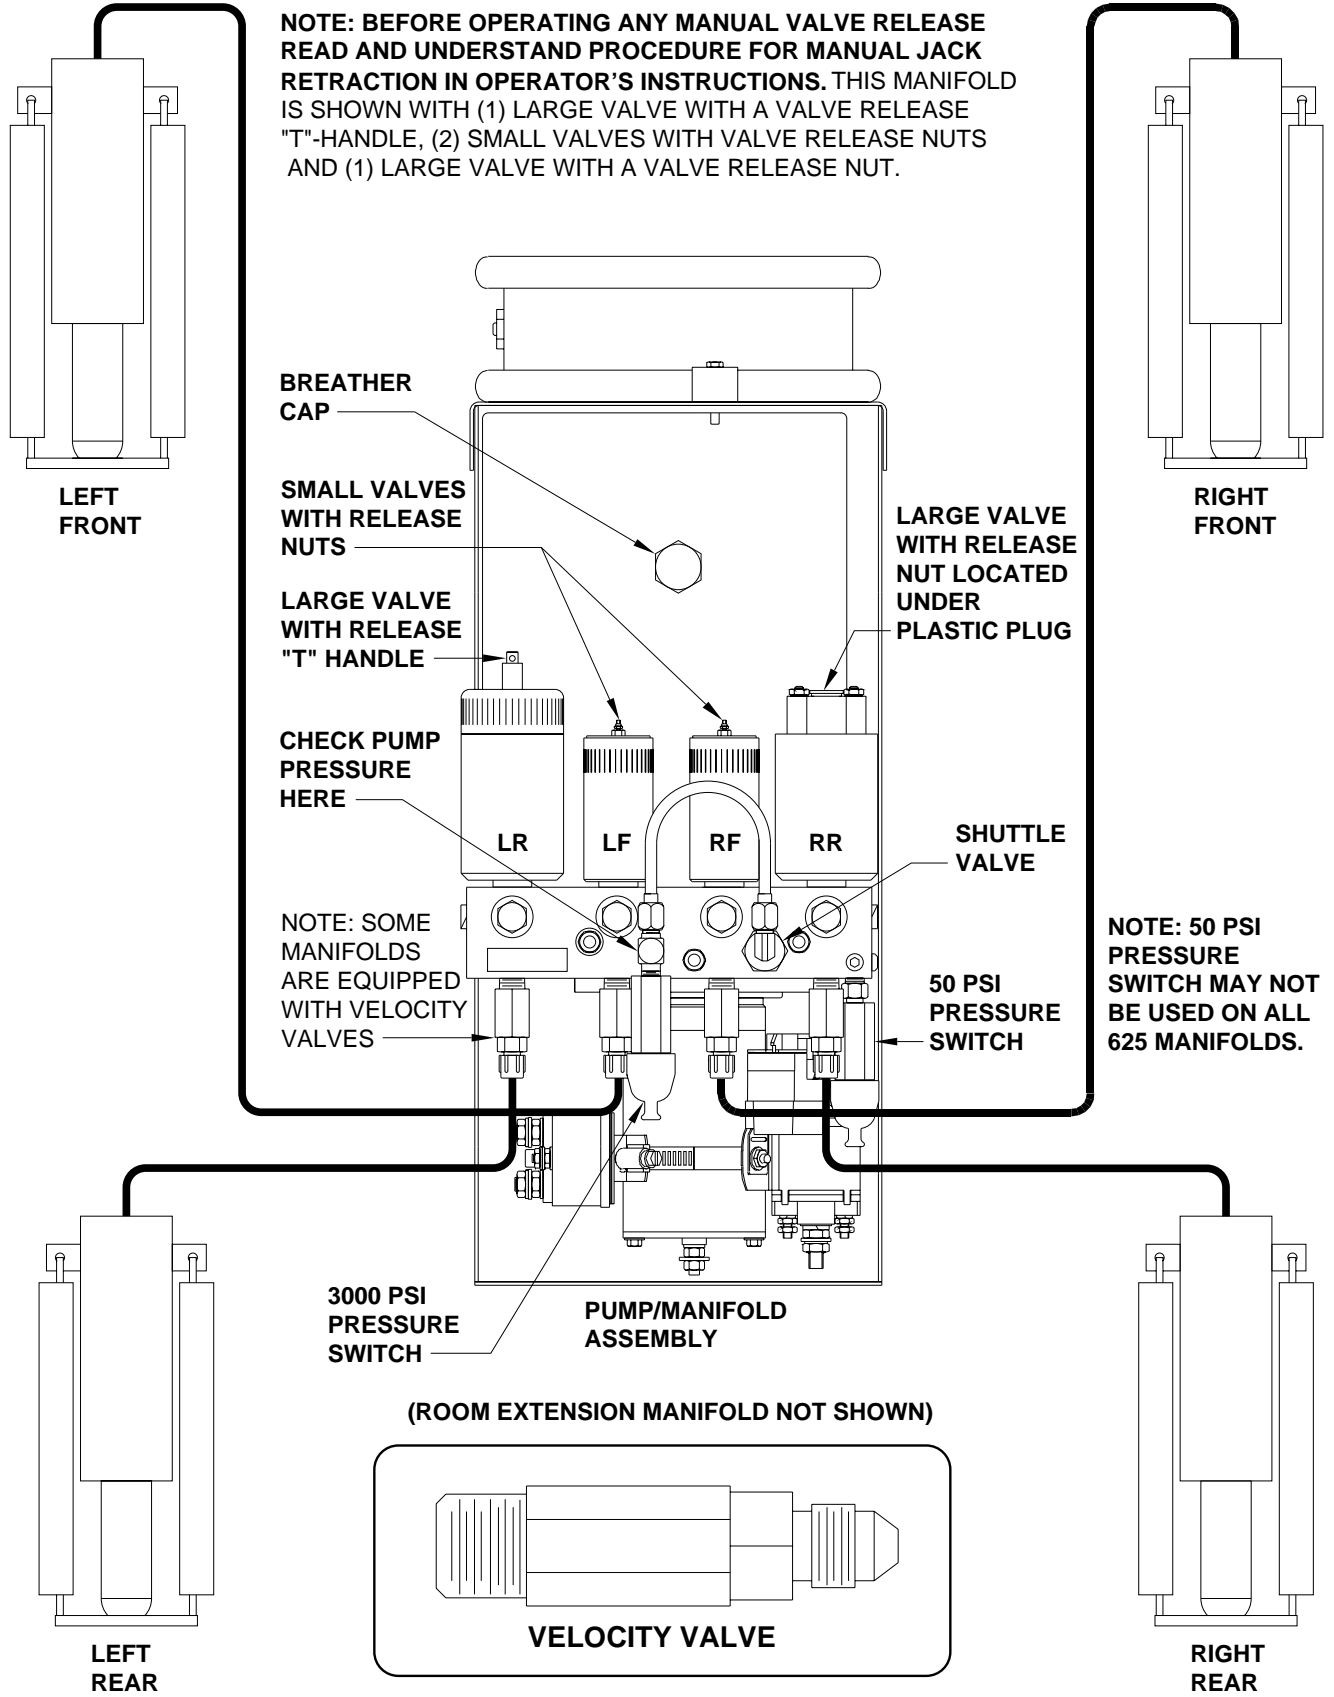 NOTE: BEFORE OPERATING ANY MANUAL VALVE RELEASE
READ AND UNDERSTAND PROCEDURE FOR MANUAL JACK
RETRACTION IN OPERATOR'S INSTRUCTIONS. THIS MANIFOLD
IS SHOWN WITH (1) LARGE VALVE WITH A VALVE RELEASE
"T"-HANDLE, (2) SMALL VALVES WITH VALVE RELEASE NUTS
AND (1) LARGE VALVE WITH A VALVE RELEASE NUT.
LEFT
FRONT
RIGHT
FRONT
BREATHER
CAP
SMALL VALVES
WITH RELEASE
NUTS
LARGE VALVE
WITH RELEASE
"T" HANDLE
LARGE VALVE
WITH RELEASE
NUT LOCATED
UNDER
PLASTIC PLUG
CHECK PUMP
PRESSURE
HERE
LR
LF
RF
RR
SHUTTLE
VALVE
NOTE: SOME
MANIFOLDS
ARE EQUIPPED
WITH VELOCITY
VALVES
50 PSI
PRESSURE
SWITCH
NOTE: 50 PSI
PRESSURE
SWITCH MAY NOT
BE USED ON ALL
625 MANIFOLDS.
3000 PSI
PRESSURE
SWITCH
PUMP/MANIFOLD
ASSEMBLY
(ROOM EXTENSION MANIFOLD NOT SHOWN)
VELOCITY VALVE
LEFT
REAR
RIGHT
REAR